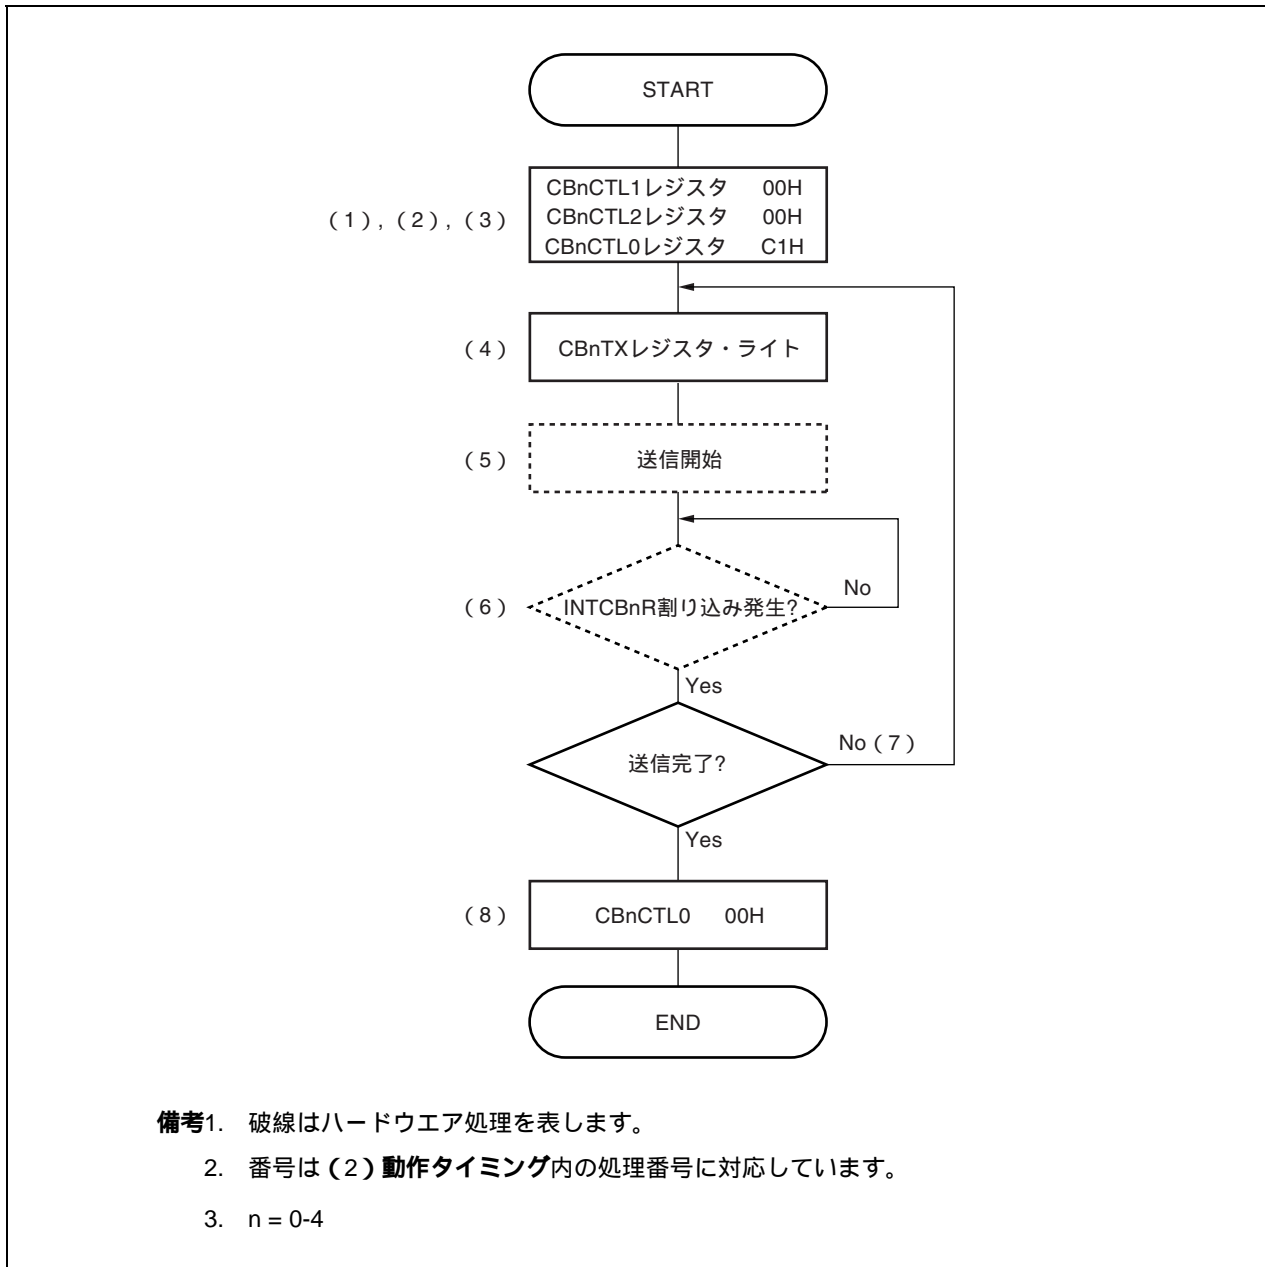 START
CBnCTL1レジスタ 00H
CBnCTL2レジスタ 00H
CBnCTL0レジスタ C1H
(1), (2), (3)
(4)
CBnTXレジスタ・ライト
(5)
送信開始
(6)
INTCBnR割り込み発生?
No
Yes
送信完了?
No(7)
Yes
(8)
CBnCTL0 00H
END
備考1. 破線はハードウエア処理を表します。
2. 番号は(2)動作タイミング内の処理番号に対応しています。
3. n = 0-4